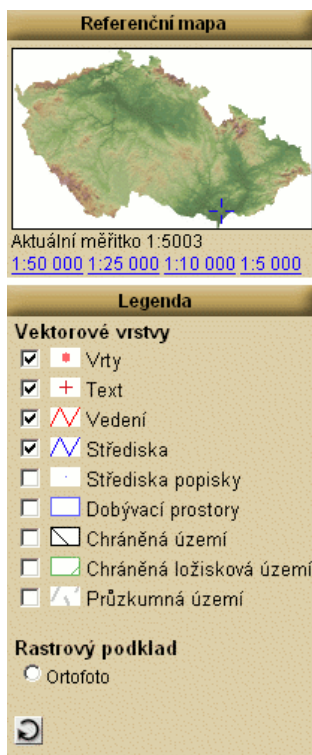 Referenční mapa
Aktuální měřítko 1:5003
1:50 000 1:25 000 1:10 000 1:5 000
Legenda
Vektorové vrstvy
Vrty
Text
Vedení
Střediska
Střediska popisky
Dobývací prostory
Chráněná území
Chráněná ložisková území
Průzkumná území
Rastrový podklad
Ortofoto